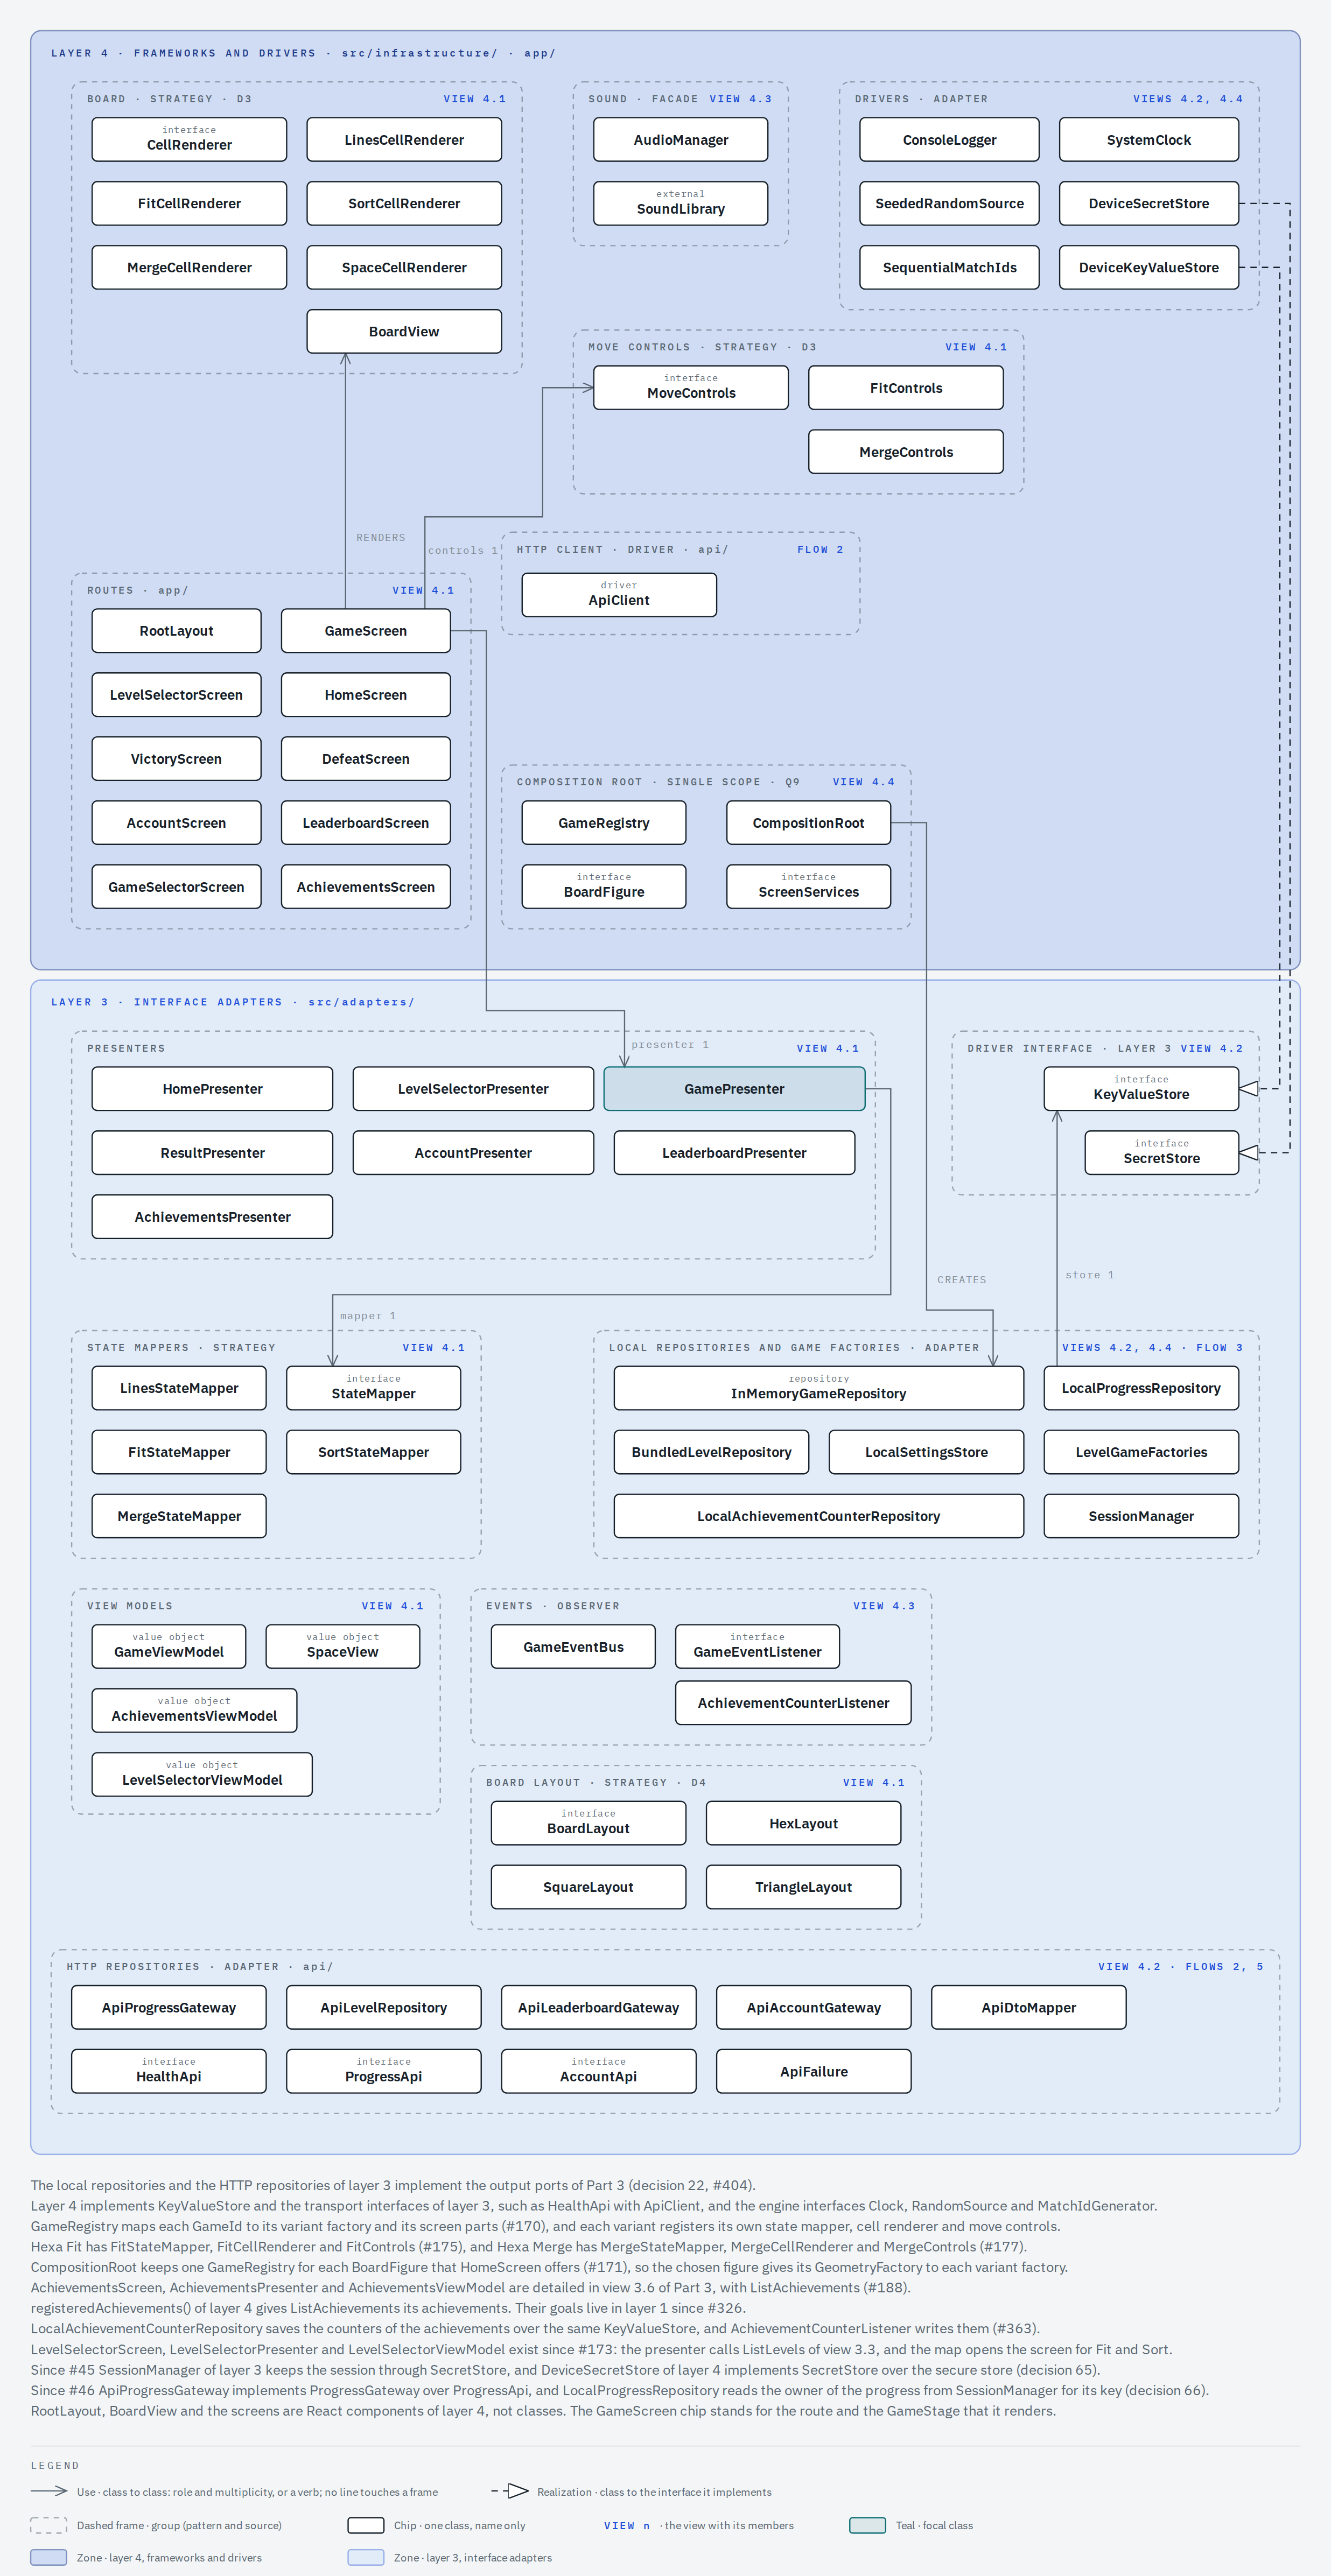 LAYER 4 · FRAMEWORKS AND DRIVERS · src/infrastructure/ · app/
BOARD · STRATEGY · D3 VIEW 4.1
interface
CellRenderer
LinesCellRenderer
FitCellRenderer
SortCellRenderer
MergeCellRenderer
SpaceCellRenderer
BoardView
SOUND · FACADE VIEW 4.3
AudioManager
external
SoundLibrary
DRIVERS · ADAPTER VIEWS 4.2, 4.4
ConsoleLogger
SystemClock
SeededRandomSource
DeviceSecretStore
SequentialMatchIds
DeviceKeyValueStore
MOVE CONTROLS · STRATEGY · D3 VIEW 4.1
interface
MoveControls
FitControls
MergeControls
RENDERS
controls 1
HTTP CLIENT · DRIVER · api/ FLOW 2
driver
ApiClient
ROUTES · app/ VIEW 4.1
RootLayout
GameScreen
LevelSelectorScreen
HomeScreen
VictoryScreen
DefeatScreen
AccountScreen
LeaderboardScreen
GameSelectorScreen
AchievementsScreen
COMPOSITION ROOT · SINGLE SCOPE · Q9 VIEW 4.4
GameRegistry
CompositionRoot
interface
BoardFigure
interface
ScreenServices
LAYER 3 · INTERFACE ADAPTERS · src/adapters/
PRESENTERS VIEW 4.1
presenter 1
HomePresenter
LevelSelectorPresenter
GamePresenter
ResultPresenter
AccountPresenter
LeaderboardPresenter
AchievementsPresenter
DRIVER INTERFACE · LAYER 3 VIEW 4.2
interface
KeyValueStore
interface
SecretStore
CREATES
store 1
mapper 1
STATE MAPPERS · STRATEGY VIEW 4.1
LinesStateMapper
interface
StateMapper
FitStateMapper
SortStateMapper
MergeStateMapper
LOCAL REPOSITORIES AND GAME FACTORIES · ADAPTER VIEWS 4.2, 4.4 · FLOW 3
repository
InMemoryGameRepository
LocalProgressRepository
BundledLevelRepository
LocalSettingsStore
LevelGameFactories
LocalAchievementCounterRepository
SessionManager
VIEW MODELS VIEW 4.1
value object
GameViewModel
value object
SpaceView
value object
AchievementsViewModel
value object
LevelSelectorViewModel
EVENTS · OBSERVER VIEW 4.3
GameEventBus
interface
GameEventListener
AchievementCounterListener
BOARD LAYOUT · STRATEGY · D4 VIEW 4.1
interface
BoardLayout
HexLayout
SquareLayout
TriangleLayout
HTTP REPOSITORIES · ADAPTER · api/ VIEW 4.2 · FLOWS 2, 5
ApiProgressGateway
ApiLevelRepository
ApiLeaderboardGateway
ApiAccountGateway
ApiDtoMapper
interface
HealthApi
interface
ProgressApi
interface
AccountApi
ApiFailure
The local repositories and the HTTP repositories of layer 3 implement the output ports of Part 3 (decision 22, #404).
Layer 4 implements KeyValueStore and the transport interfaces of layer 3, such as HealthApi with ApiClient, and the engine interfaces Clock, RandomSource and MatchIdGenerator.
GameRegistry maps each GameId to its variant factory and its screen parts (#170), and each variant registers its own state mapper, cell renderer and move controls.
Hexa Fit has FitStateMapper, FitCellRenderer and FitControls (#175), and Hexa Merge has MergeStateMapper, MergeCellRenderer and MergeControls (#177).
CompositionRoot keeps one GameRegistry for each BoardFigure that HomeScreen offers (#171), so the chosen figure gives its GeometryFactory to each variant factory.
AchievementsScreen, AchievementsPresenter and AchievementsViewModel are detailed in view 3.6 of Part 3, with ListAchievements (#188).
registeredAchievements() of layer 4 gives ListAchievements its achievements. Their goals live in layer 1 since #326.
LocalAchievementCounterRepository saves the counters of the achievements over the same KeyValueStore, and AchievementCounterListener writes them (#363).
LevelSelectorScreen, LevelSelectorPresenter and LevelSelectorViewModel exist since #173: the presenter calls ListLevels of view 3.3, and the map opens the screen for Fit and Sort.
Since #45 SessionManager of layer 3 keeps the session through SecretStore, and DeviceSecretStore of layer 4 implements SecretStore over the secure store (decision 65).
Since #46 ApiProgressGateway implements ProgressGateway over ProgressApi, and LocalProgressRepository reads the owner of the progress from SessionManager for its key (decision 66).
RootLayout, BoardView and the screens are React components of layer 4, not classes. The GameScreen chip stands for the route and the GameStage that it renders.
LEGEND
Use · class to class: role and multiplicity, or a verb; no line touches a frame
Realization · class to the interface it implements
Dashed frame · group (pattern and source)
Chip · one class, name only
VIEW n · the view with its members
Teal · focal class
Zone · layer 4, frameworks and drivers
Zone · layer 3, interface adapters